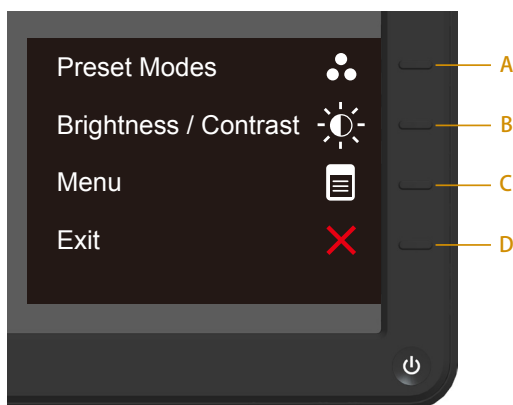 Preset Modes
A
Brightness / Contrast
B
Menu
C
Exit
D